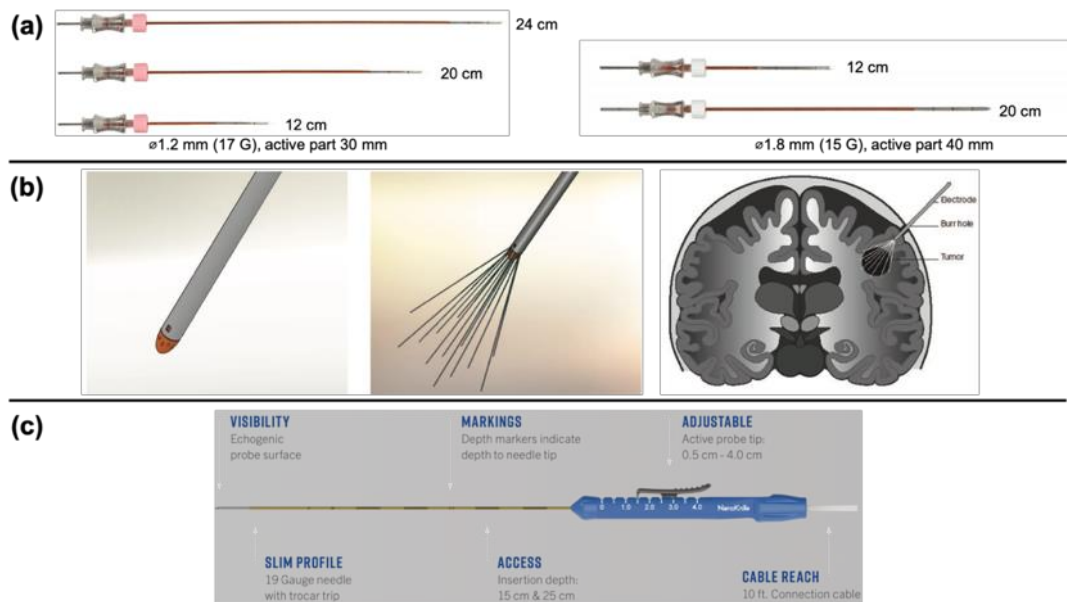 (a)
24 cm
20 cm
12 cm
ø1.2 mm (17 G), active part 30 mm
12 cm
20 cm
ø1.8 mm (15 G), active part 40 mm
(b)
Electrode
Burr hole
Tumor
(c)
VISIBILITY
Echogenic
probe surface
MARKINGS
Depth markers indicate
depth to needle tip
ADJUSTABLE
Active probe tip:
0.5 cm - 4.0 cm
0 1.0 2.0 3.0 4.0 NanoKnife
SLIM PROFILE
19 Gauge needle
with trocar trip
ACCESS
Insertion depth:
15 cm & 25 cm
CABLE REACH
10 ft. Connection cable